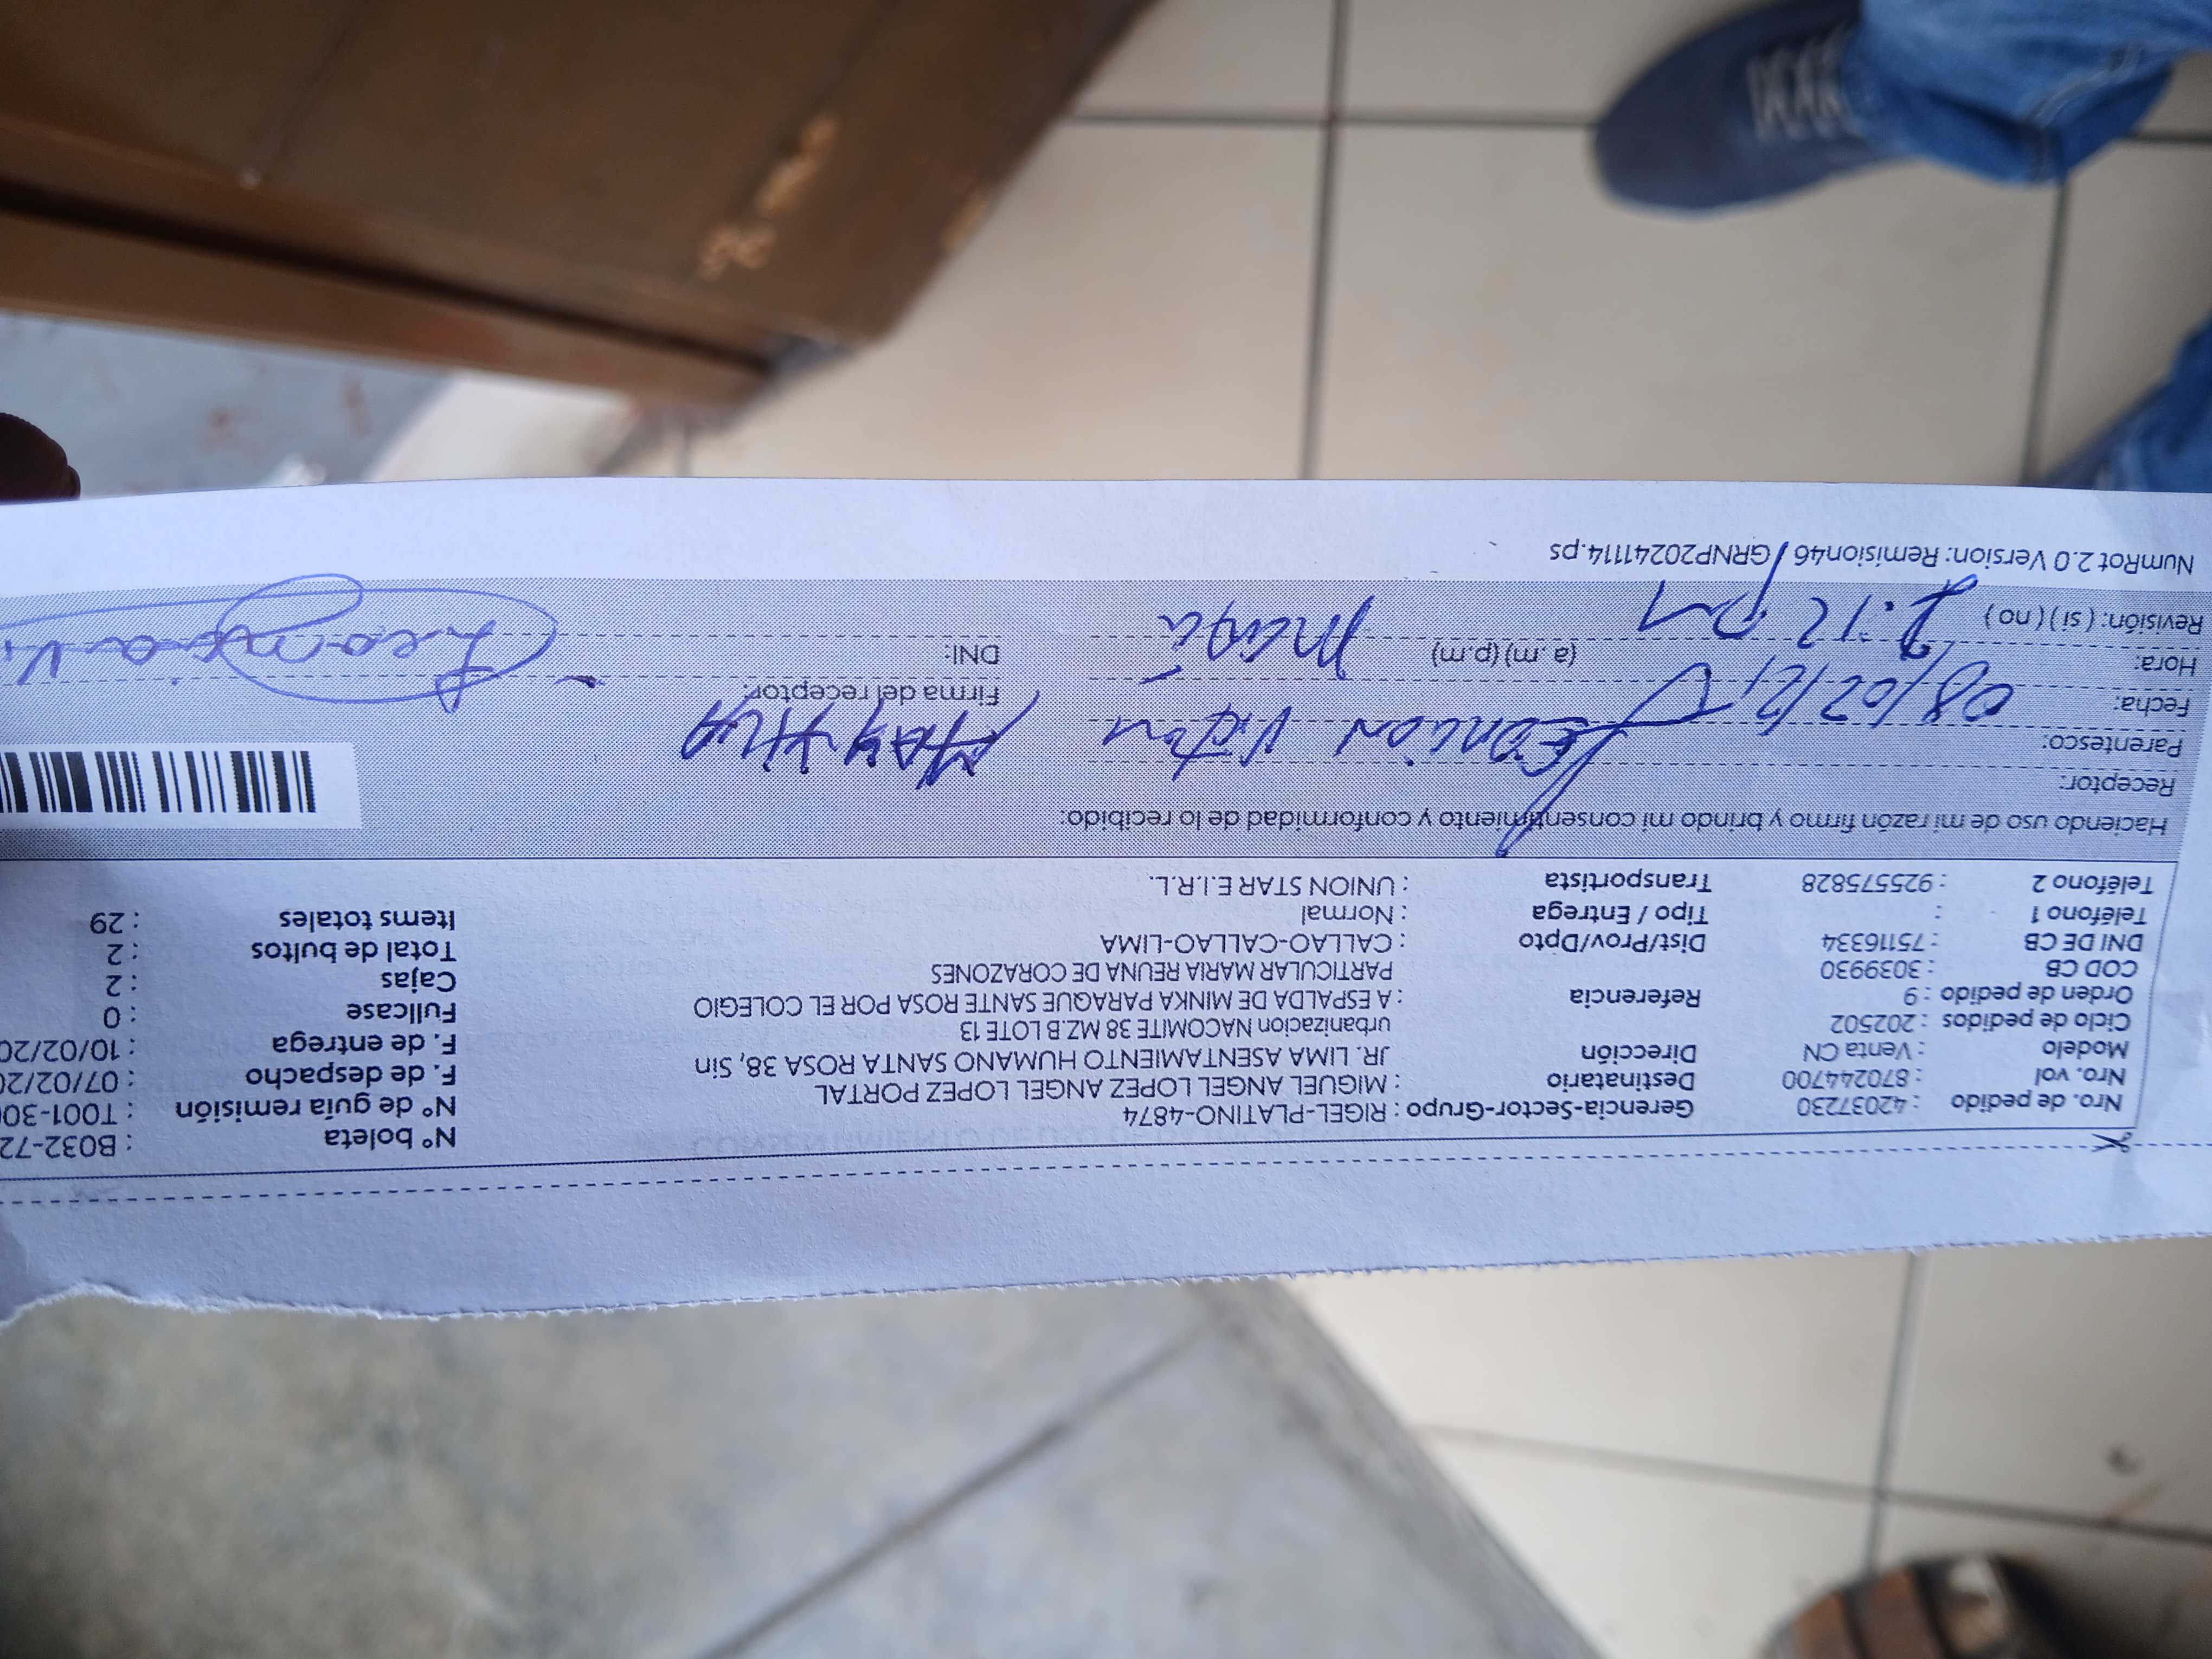 Nro. de pedido : 42037230 Gerencia-Sector-Grupo : RIGEL-PLATINO-4874 N° boleta : B032-72
Nro. vol : 870244700 Destinatario : MIGUEL ANGEL LOPEZ ANGEL LOPEZ PORTAL N° de guía remisión : T001-300
Modelo : Venta CN Dirección JR. LIMA ASENTAMIENTO HUMANO SANTA ROSA 38, Sin F. de despacho : 07/02/20
Ciclo de pedidos : 202502 urbanizacion NACOMITE 38 MZ.B LOTE 13 F. de entrega : 10/02/20
Orden de pedido : 9 Referencia : A ESPALDA DE MINKA PARAQUE SANTE ROSA POR EL COLEGIO Fullcase : 0
COD CB : 3039930 PARTICULAR MARIA REUNA DE CORAZONES Cajas : 2
DNI DE CB : 75116334 Dist/Prov/Dpto : CALLAO-CALLAO-LIMA Total de bultos : 2
Teléfono 1 : Tipo / Entrega : Normal Items totales : 29
Teléfono 2 : 925575828 Transportista : UNION STAR E.I.R.L.
Haciendo uso de mi razón firmo y brindo mi consentimiento y conformidad de lo recibido:
Receptor:
Parentesco: Leoncion
Fecha: 08/02/25 Firma del receptor:
Hora: 2:12 pm (a. m) (p.m) DNI:
Revisión: ( si ) ( no )
NumRot 2.0 Version: Remision46 GRNP20241114.ps